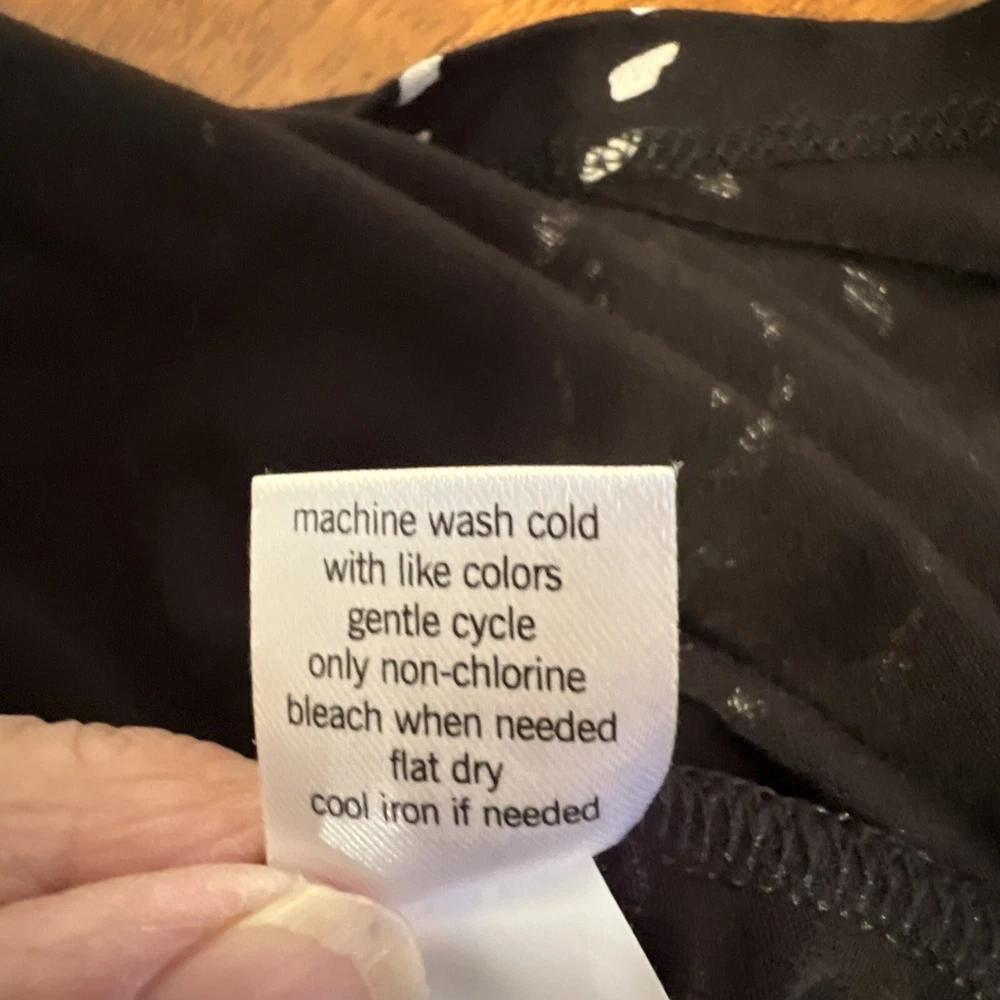 machine wash cold
with like colors
gentle cycle
only non-chlorine
bleach when needed
flat dry
cool iron if needed